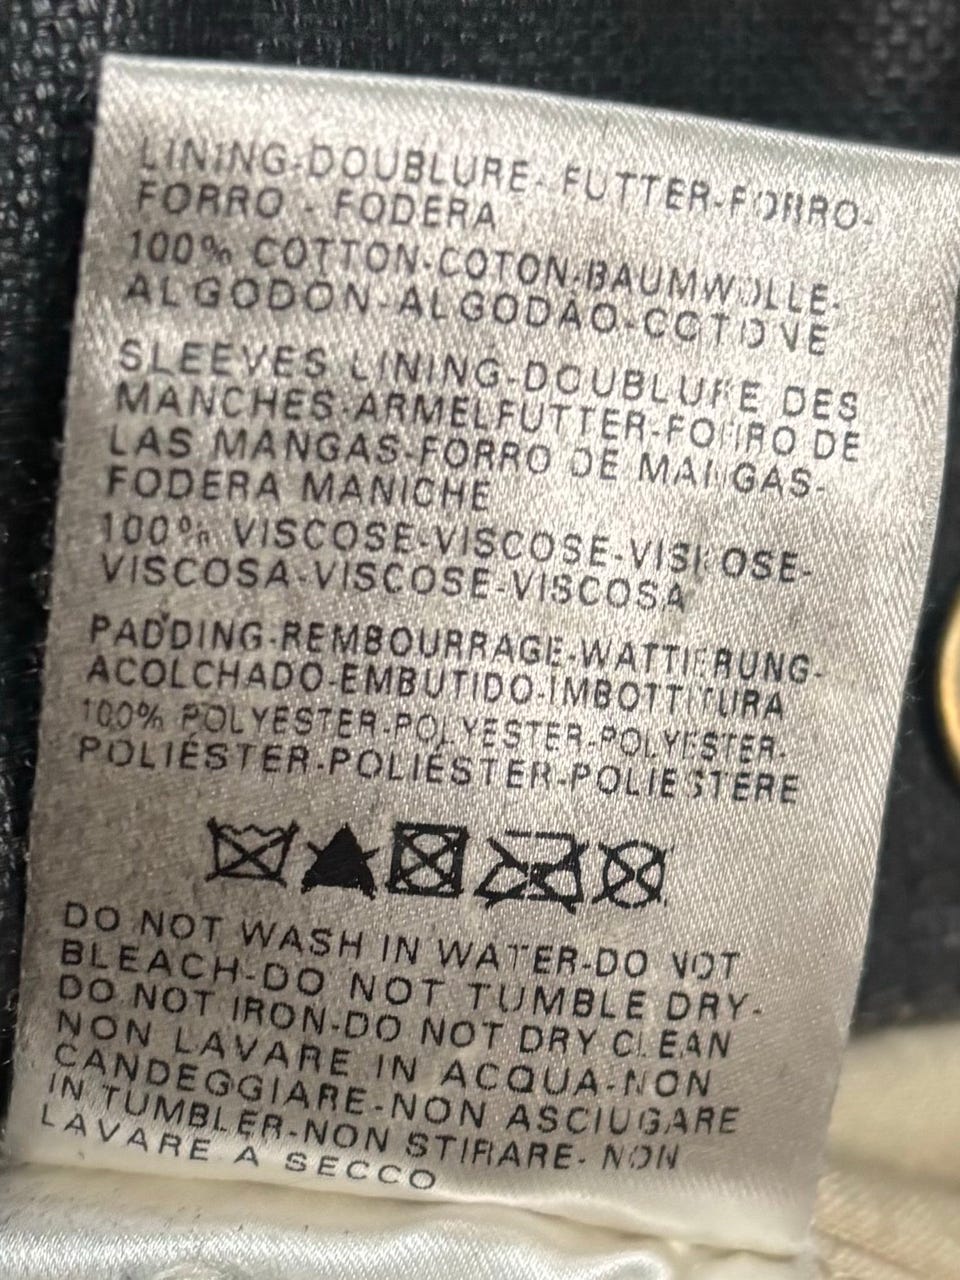 LINING-DOUBLURE- FUTTER-FORRO-
FORRO - FODERA
100% COTTON-COTON-BAUMWOLLE-
ALGODÓN-ALGODÃO-COTONE
SLEEVES LINING-DOUBLURE DES
MANCHES-ARMELFUTTER-FORRO DE
LAS MANGAS-FORRO DE MANGAS-
FODERA MANICHE
100% VISCOSE-VISCOSE-VISKOSE-
VISCOSA-VISCOSE-VISCOSA
PADDING-REMBOURRAGE-WATTIERUNG-
ACOLCHADO-EMBUTIDO-IMBOTTITURA
100% POLYESTER-POLYESTER-POLYESTER-
POLIÉSTER-POLIÉSTER-POLIESTERE
DO NOT WASH IN WATER-DO NOT
BLEACH-DO NOT TUMBLE DRY-
DO NOT IRON-DO NOT DRY CLEAN
NON LAVARE IN ACQUA-NON
CANDEGGIARE-NON ASCIUGARE
IN TUMBLER-NON STIRARE- NON
LAVARE A SECCO